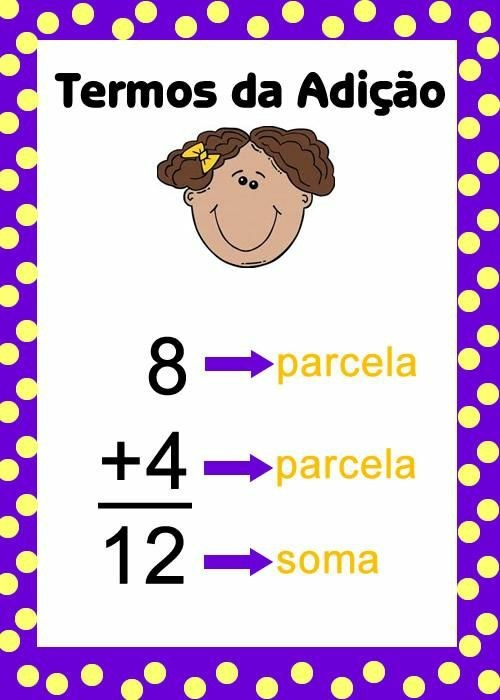 Termos da Adição
8 parcela
+4 parcela
12 soma